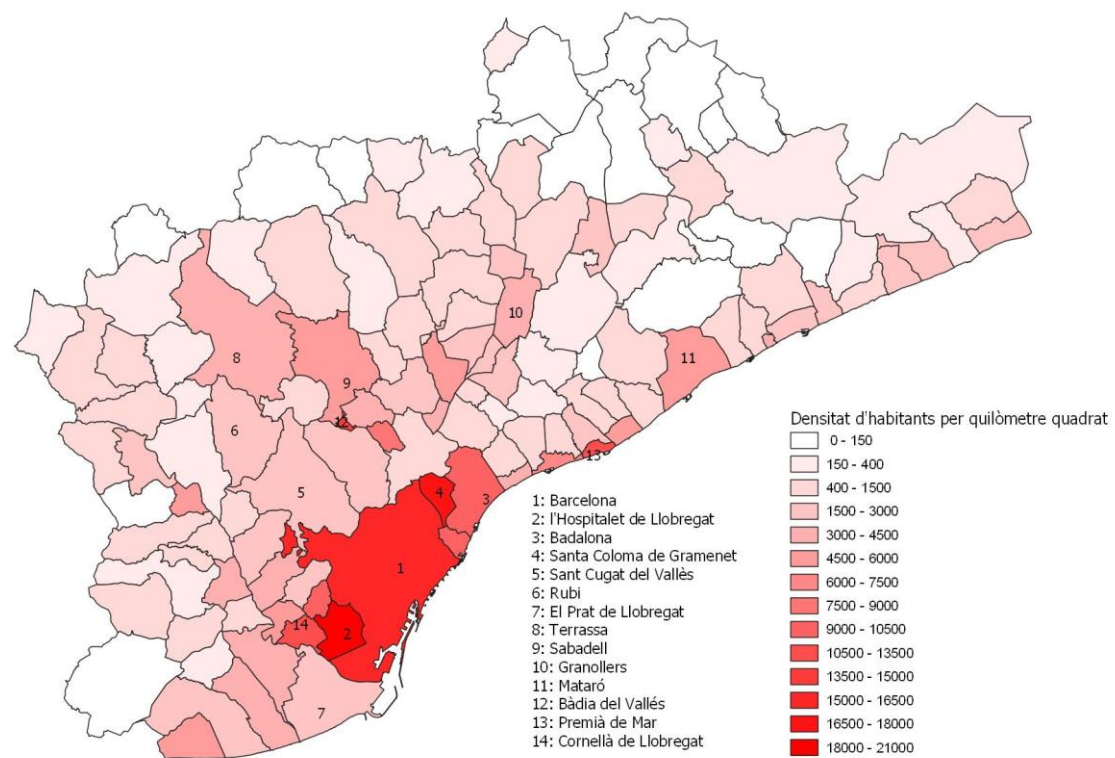 10
11
8
9
12
6
13
5
4
3
1
14
2
7
Densitat d'habitants per quilòmetre quadrat
0 - 150
150 - 400
400 - 1500
1500 - 3000
3000 - 4500
4500 - 6000
6000 - 7500
7500 - 9000
9000 - 10500
10500 - 13500
13500 - 15000
15000 - 16500
16500 - 18000
18000 - 21000
1: Barcelona
2: l'Hospitalet de Llobregat
3: Badalona
4: Santa Coloma de Gramenet
5: Sant Cugat del Vallès
6: Rubi
7: El Prat de Llobregat
8: Terrassa
9: Sabadell
10: Granollers
11: Mataró
12: Bàdia del Vallés
13: Premià de Mar
14: Cornellà de Llobregat